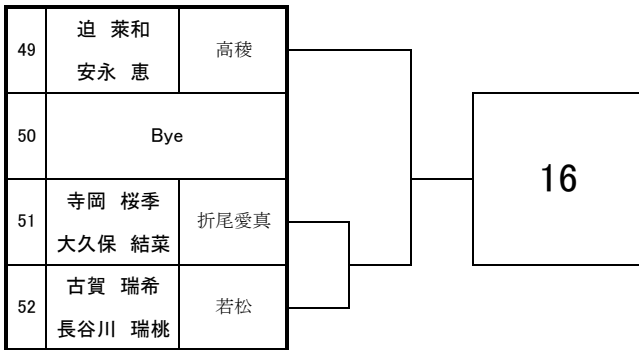 49 迫 萊和 高稜
安永 恵
50 Bye
51 寺岡 桜季 折尾愛真
大久保 結菜
52 古賀 瑞希 若松
長谷川 瑞桃
16